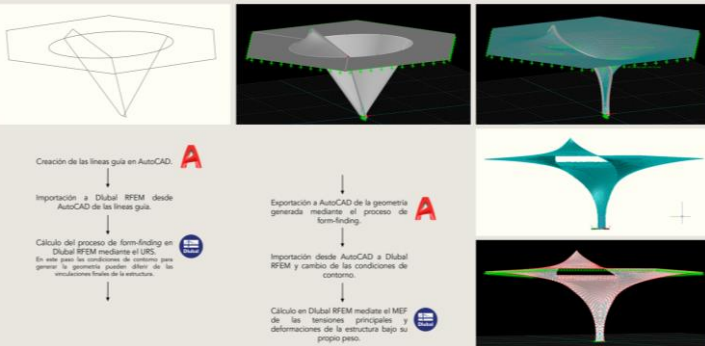 Creación de las líneas guía en AutoCAD.
Importación a Dlubal RFEM desde
AutoCAD de las líneas guía.
Cálculo del proceso de form-finding en
Dlubal RFEM mediante el URS.
En este paso las condiciones de contorno para
generar la geometría pueden diferir de las
vinculaciones finales de la estructura.
Dlubal
Exportación a AutoCAD de la geometría
generada mediante el proceso de
form-finding.
Importación desde AutoCAD a Dlubal
RFEM y cambio de las condiciones de
contorno.
Cálculo en Dlubal RFEM mediate el MEF
de las tensiones principales y
deformaciones de la estructura bajo su
propio peso.
Dlubal